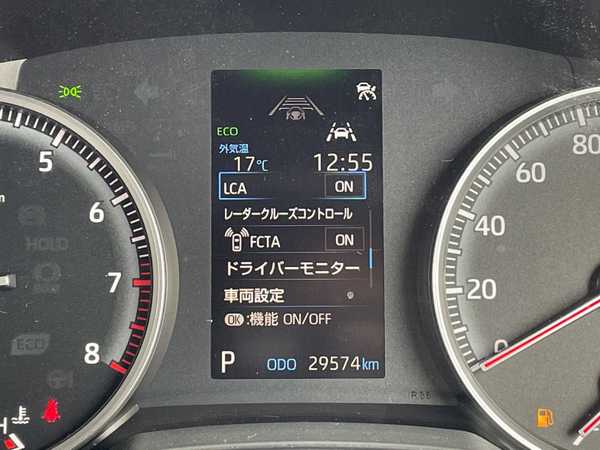 ECO
外気温
17℃ 12:55
LCA ON
レーダークルーズコントロール
FCTA ON
ドライバーモニター
車両設定
OK:機能 ON/OFF
P ODO 29574km
5
6
7
8
HOLD
ECO
H
80
60
40
20
0